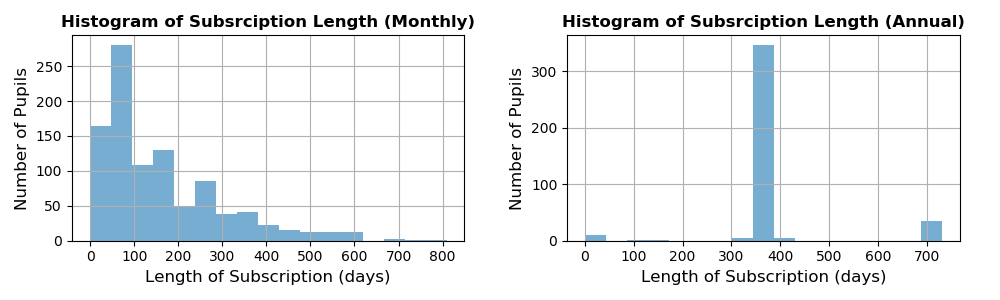 Histogram of Subsrciption Length (Monthly)
Number of Pupils
250
200
150
100
50
0
0 100 200 300 400 500 600 700 800
Length of Subscription (days)
Histogram of Subsrciption Length (Annual)
Number of Pupils
300
200
100
0
0 100 200 300 400 500 600 700
Length of Subscription (days)